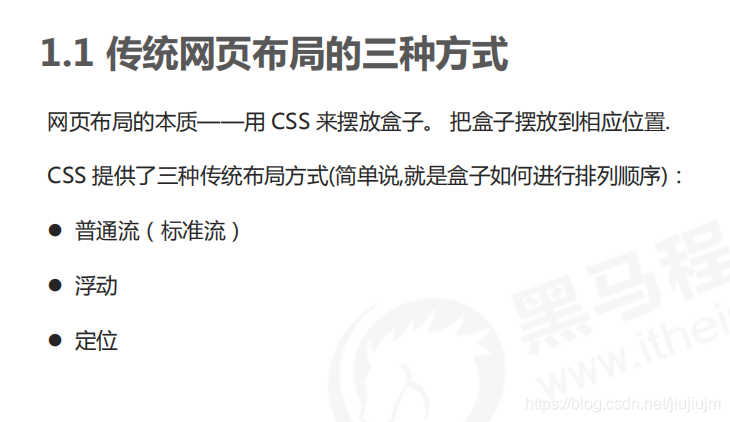 1.1 传统网页布局的三种方式
网页布局的本质——用 CSS 来摆放盒子。 把盒子摆放到相应位置.
CSS 提供了三种传统布局方式(简单说,就是盒子如何进行排列顺序)：
● 普通流（标准流）
● 浮动
● 定位
黑马程
www.ithei
https://blog.csdn.net/jiujiujm